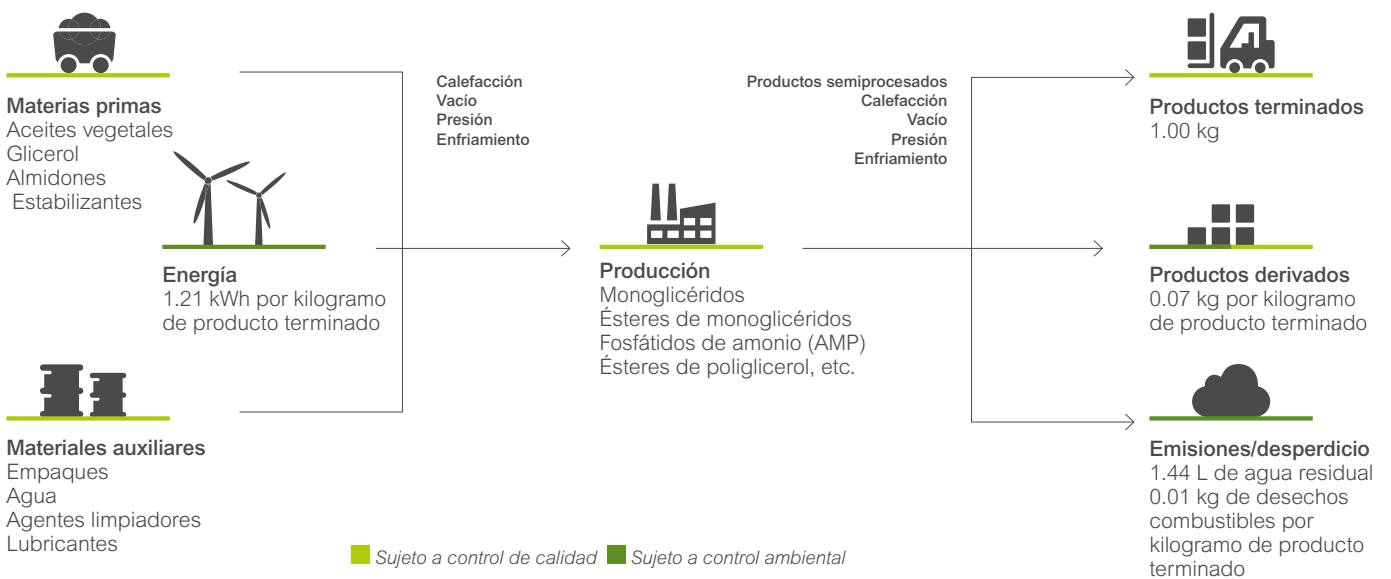 Materias primas
Aceites vegetales
Glicerol
Almidones
Estabilizantes
Energía
1.21 kWh por kilogramo
de producto terminado
Materiales auxiliares
Empaques
Agua
Agentes limpiadores
Lubricantes
Calefacción
Vacío
Presión
Enfriamiento
Producción
Monoglicéridos
Ésteres de monoglicéridos
Fosfátidos de amonio (AMP)
Ésteres de poliglicerol, etc.
Productos semiprocesados
Calefacción
Vacío
Presión
Enfriamiento
Productos terminados
1.00 kg
Productos derivados
0.07 kg por kilogramo
de producto terminado
Emisiones/desperdicio
1.44 L de agua residual
0.01 kg de desechos
combustibles por
kilogramo de producto
terminado
Sujeto a control de calidad
Sujeto a control ambiental